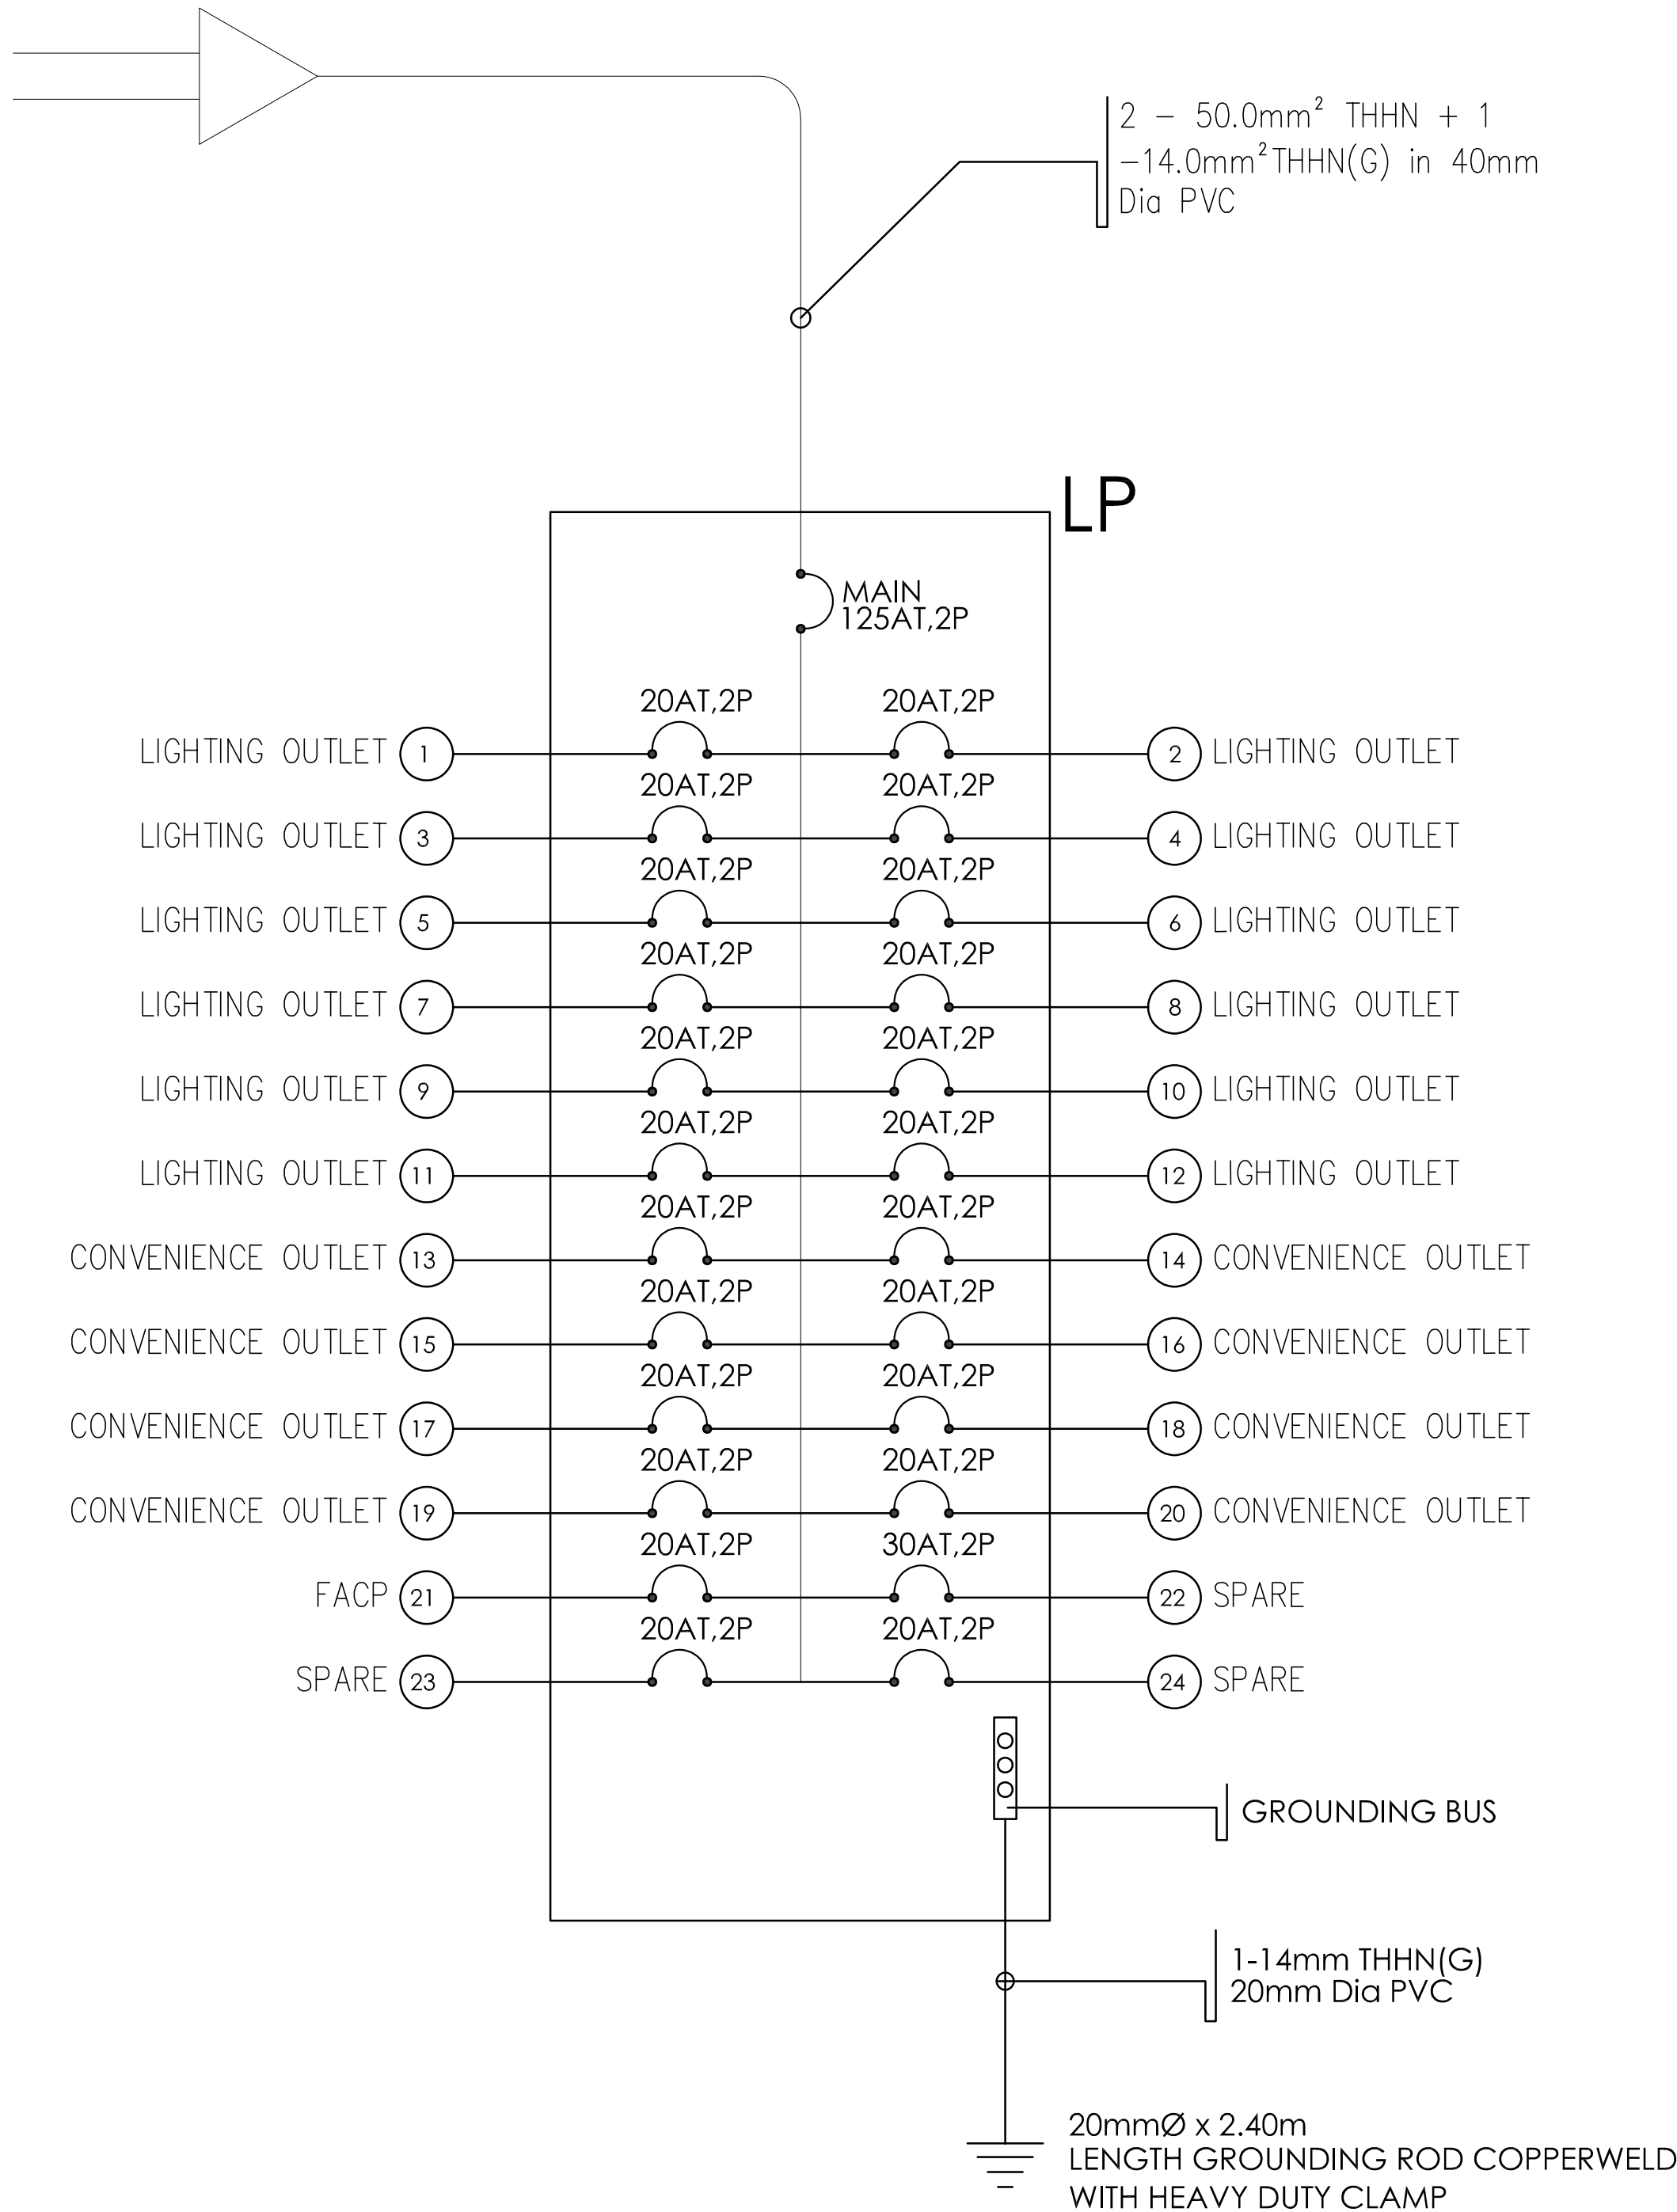 2 - 50.0mm² THHN + 1
-14.0mm²THHN(G) in 40mm
Dia PVC
LP
MAIN
125AT,2P
20AT,2P 20AT,2P
LIGHTING OUTLET 1 2 LIGHTING OUTLET
20AT,2P 20AT,2P
LIGHTING OUTLET 3 4 LIGHTING OUTLET
20AT,2P 20AT,2P
LIGHTING OUTLET 5 6 LIGHTING OUTLET
20AT,2P 20AT,2P
LIGHTING OUTLET 7 8 LIGHTING OUTLET
20AT,2P 20AT,2P
LIGHTING OUTLET 9 10 LIGHTING OUTLET
20AT,2P 20AT,2P
LIGHTING OUTLET 11 12 LIGHTING OUTLET
20AT,2P 20AT,2P
CONVENIENCE OUTLET 13 14 CONVENIENCE OUTLET
20AT,2P 20AT,2P
CONVENIENCE OUTLET 15 16 CONVENIENCE OUTLET
20AT,2P 20AT,2P
CONVENIENCE OUTLET 17 18 CONVENIENCE OUTLET
20AT,2P 20AT,2P
CONVENIENCE OUTLET 19 20 CONVENIENCE OUTLET
20AT,2P 30AT,2P
FACP 21 22 SPARE
20AT,2P 20AT,2P
SPARE 23 24 SPARE
GROUNDING BUS
1-14mm THHN(G)
20mm Dia PVC
20mmØ x 2.40m
LENGTH GROUNDING ROD COPPERWELD
WITH HEAVY DUTY CLAMP